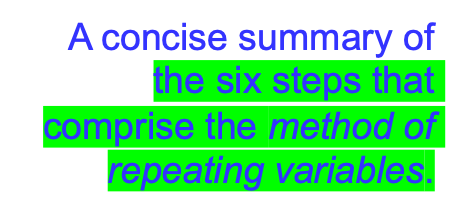 A concise summary of
the six steps that
comprise the method of
repeating variables.